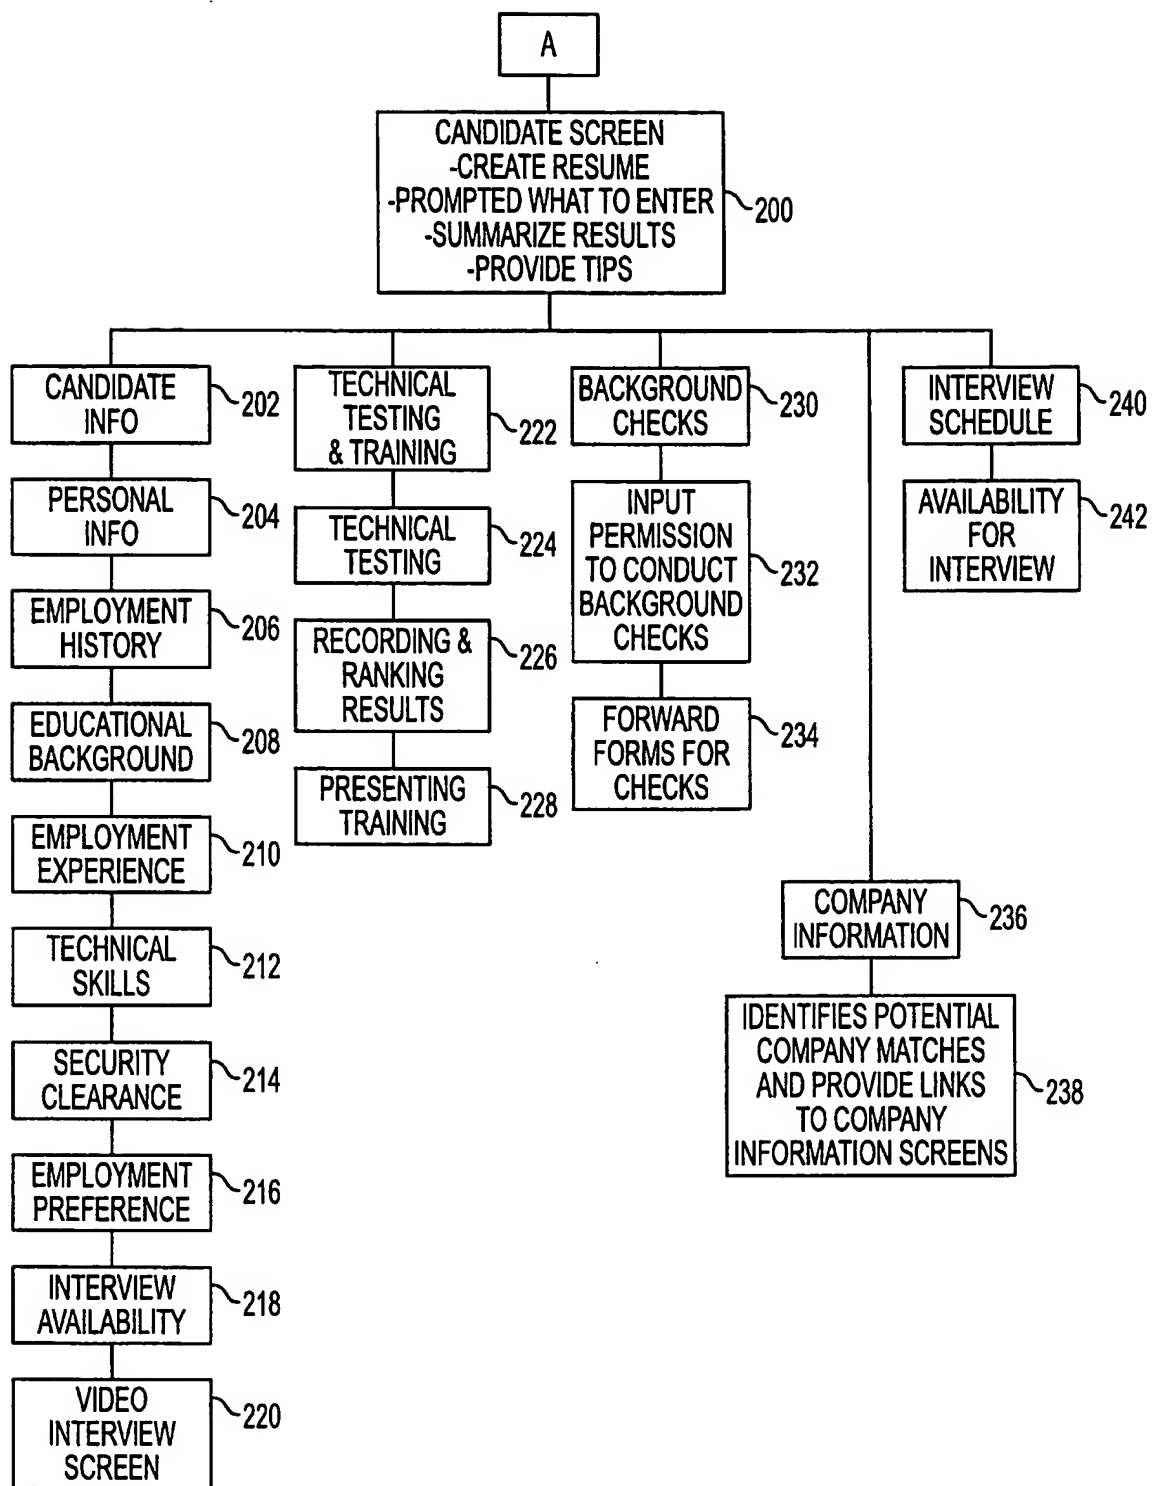 A
CANDIDATE SCREEN
-CREATE RESUME
-PROMPTED WHAT TO ENTER
-SUMMARIZE RESULTS
-PROVIDE TIPS
200
CANDIDATE
INFO
202
PERSONAL
INFO
204
EMPLOYMENT
HISTORY
206
EDUCATIONAL
BACKGROUND
208
EMPLOYMENT
EXPERIENCE
210
TECHNICAL
SKILLS
212
SECURITY
CLEARANCE
214
EMPLOYMENT
PREFERENCE
216
INTERVIEW
AVAILABILITY
218
VIDEO
INTERVIEW
SCREEN
220
TECHNICAL
TESTING
& TRAINING
222
TECHNICAL
TESTING
224
RECORDING &
RANKING
RESULTS
226
PRESENTING
TRAINING
228
BACKGROUND
CHECKS
230
INPUT
PERMISSION
TO CONDUCT
BACKGROUND
CHECKS
232
FORWARD
FORMS FOR
CHECKS
234
COMPANY
INFORMATION
236
IDENTIFIES POTENTIAL
COMPANY MATCHES
AND PROVIDE LINKS
TO COMPANY
INFORMATION SCREENS
238
INTERVIEW
SCHEDULE
240
AVAILABILITY
FOR
INTERVIEW
242